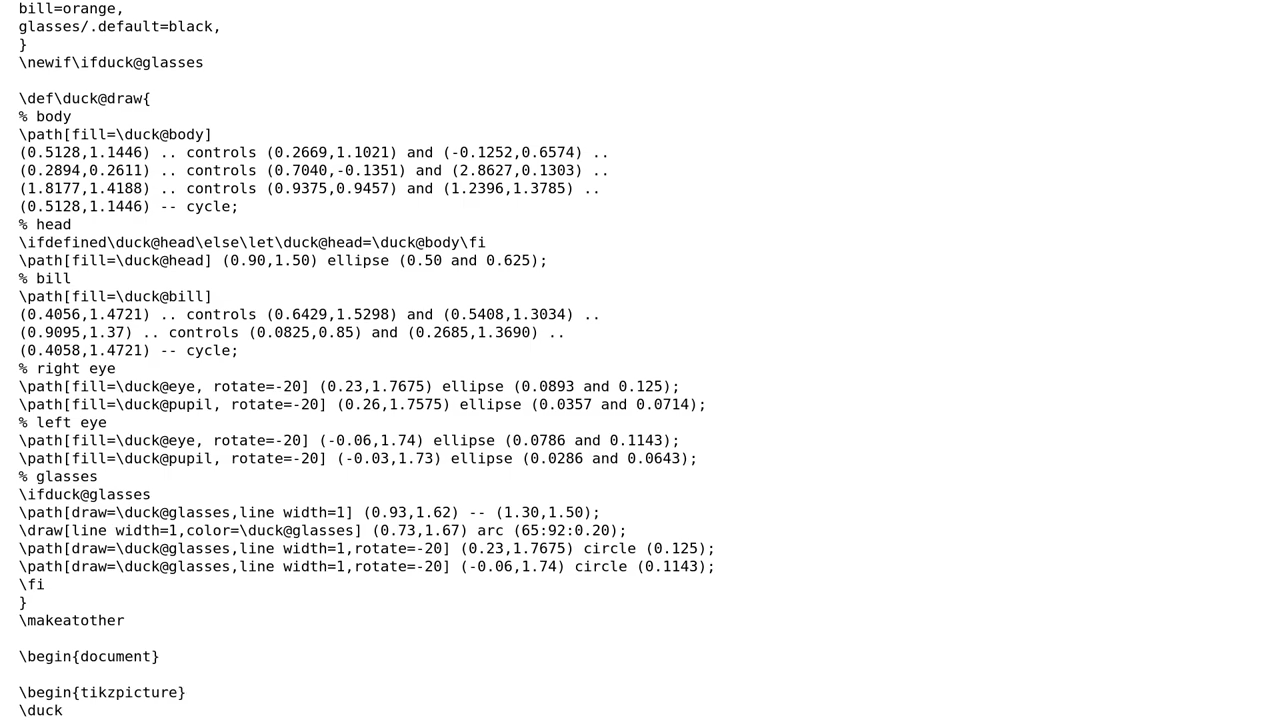 bill=orange,
glasses/.default=black,
}
\newif\ifduck@glasses

\def\duck@draw{
% body
\path[fill=\duck@body]
(0.5128,1.1446) .. controls (0.2669,1.1021) and (-0.1252,0.6574) ..
(0.2894,0.2611) .. controls (0.7040,-0.1351) and (2.8627,0.1303) ..
(1.8177,1.4188) .. controls (0.9375,0.9457) and (1.2396,1.3785) ..
(0.5128,1.1446) -- cycle;
% head
\ifdefined\duck@head\else\let\duck@head=\duck@body\fi
\path[fill=\duck@head] (0.90,1.50) ellipse (0.50 and 0.625);
% bill
\path[fill=\duck@bill]
(0.4056,1.4721) .. controls (0.6429,1.5298) and (0.5408,1.3034) ..
(0.9095,1.37) .. controls (0.0825,0.85) and (0.2685,1.3690) ..
(0.4058,1.4721) -- cycle;
% right eye
\path[fill=\duck@eye, rotate=-20] (0.23,1.7675) ellipse (0.0893 and 0.125);
\path[fill=\duck@pupil, rotate=-20] (0.26,1.7575) ellipse (0.0357 and 0.0714);
% left eye
\path[fill=\duck@eye, rotate=-20] (-0.06,1.74) ellipse (0.0786 and 0.1143);
\path[fill=\duck@pupil, rotate=-20] (-0.03,1.73) ellipse (0.0286 and 0.0643);
% glasses
\ifduck@glasses
\path[draw=\duck@glasses,line width=1] (0.93,1.62) -- (1.30,1.50);
\draw[line width=1,color=\duck@glasses] (0.73,1.67) arc (65:92:0.20);
\path[draw=\duck@glasses,line width=1,rotate=-20] (0.23,1.7675) circle (0.125);
\path[draw=\duck@glasses,line width=1,rotate=-20] (-0.06,1.74) circle (0.1143);
\fi
}
\makeatother

\begin{document}

\begin{tikzpicture}
\duck